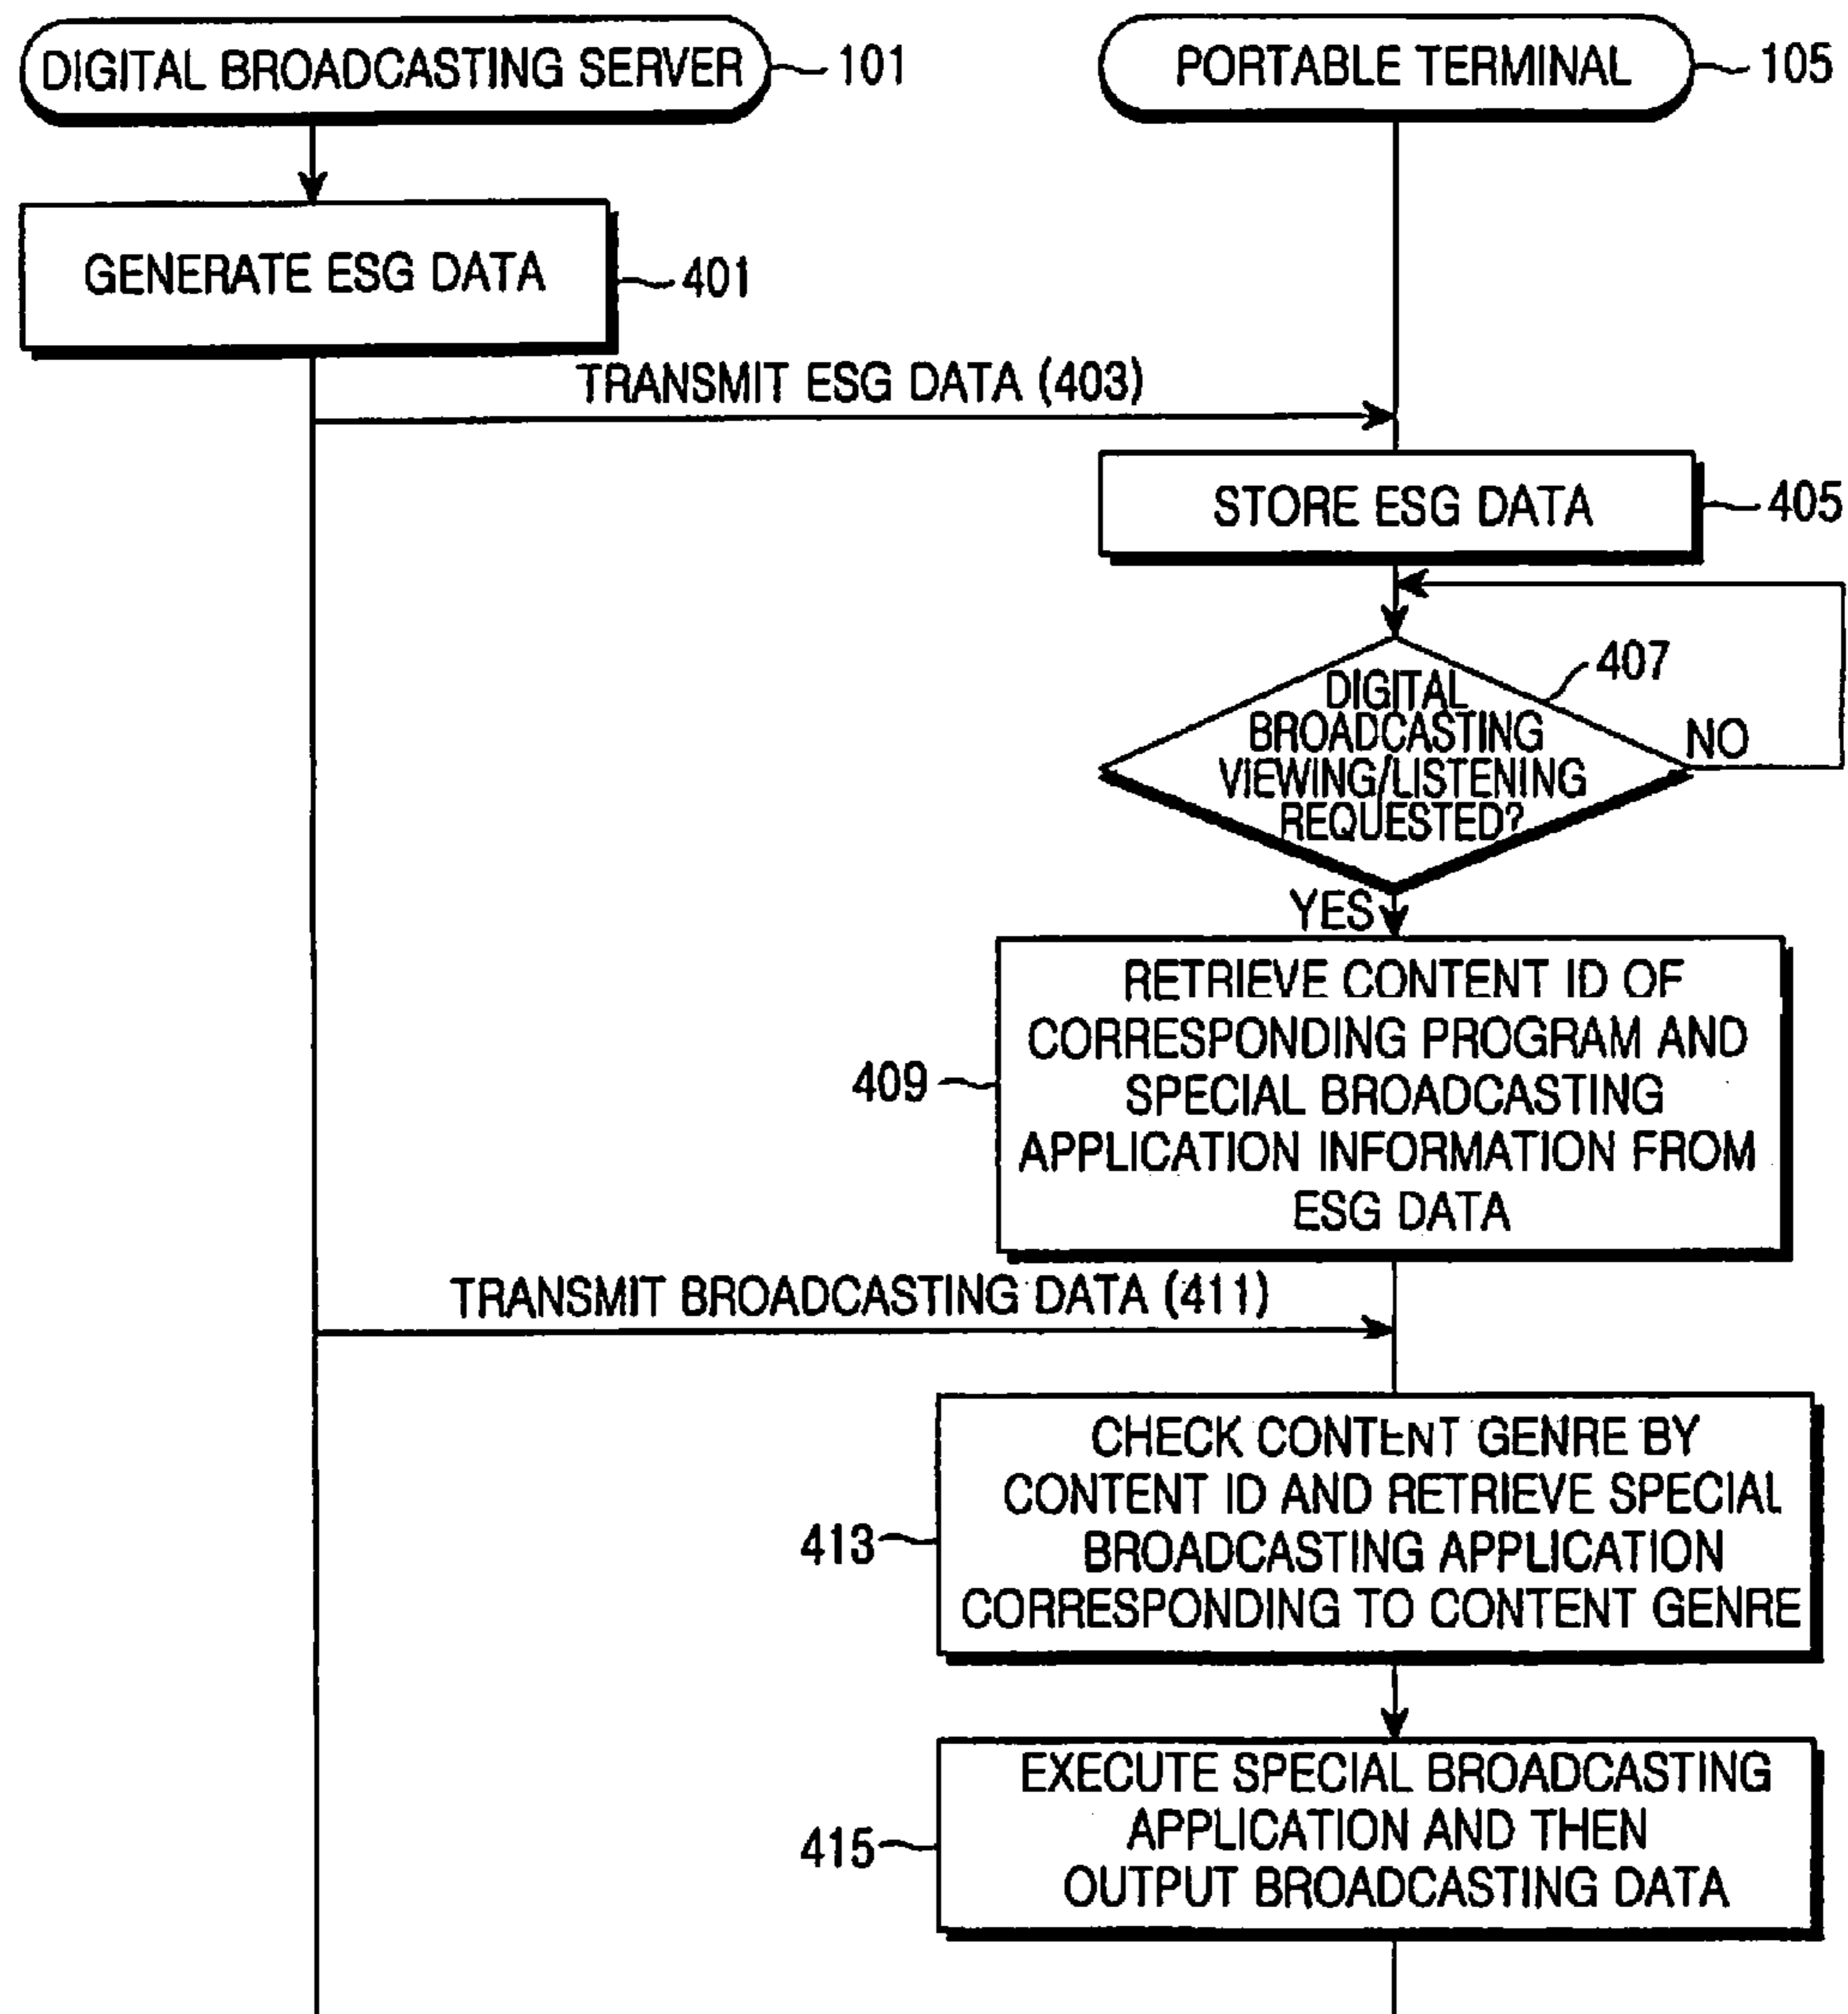 DIGITAL BROADCASTING SERVER 101
PORTABLE TERMINAL 105
GENERATE ESG DATA 401
TRANSMIT ESG DATA (403)
STORE ESG DATA 405
407
DIGITAL
BROADCASTING
VIEWING/LISTENING
REQUESTED?
NO
YES
RETRIEVE CONTENT ID OF
CORRESPONDING PROGRAM AND
SPECIAL BROADCASTING
APPLICATION INFORMATION FROM
ESG DATA
409
TRANSMIT BROADCASTING DATA (411)
CHECK CONTENT GENRE BY
CONTENT ID AND RETRIEVE SPECIAL
BROADCASTING APPLICATION
CORRESPONDING TO CONTENT GENRE
413
EXECUTE SPECIAL BROADCASTING
APPLICATION AND THEN
OUTPUT BROADCASTING DATA
415